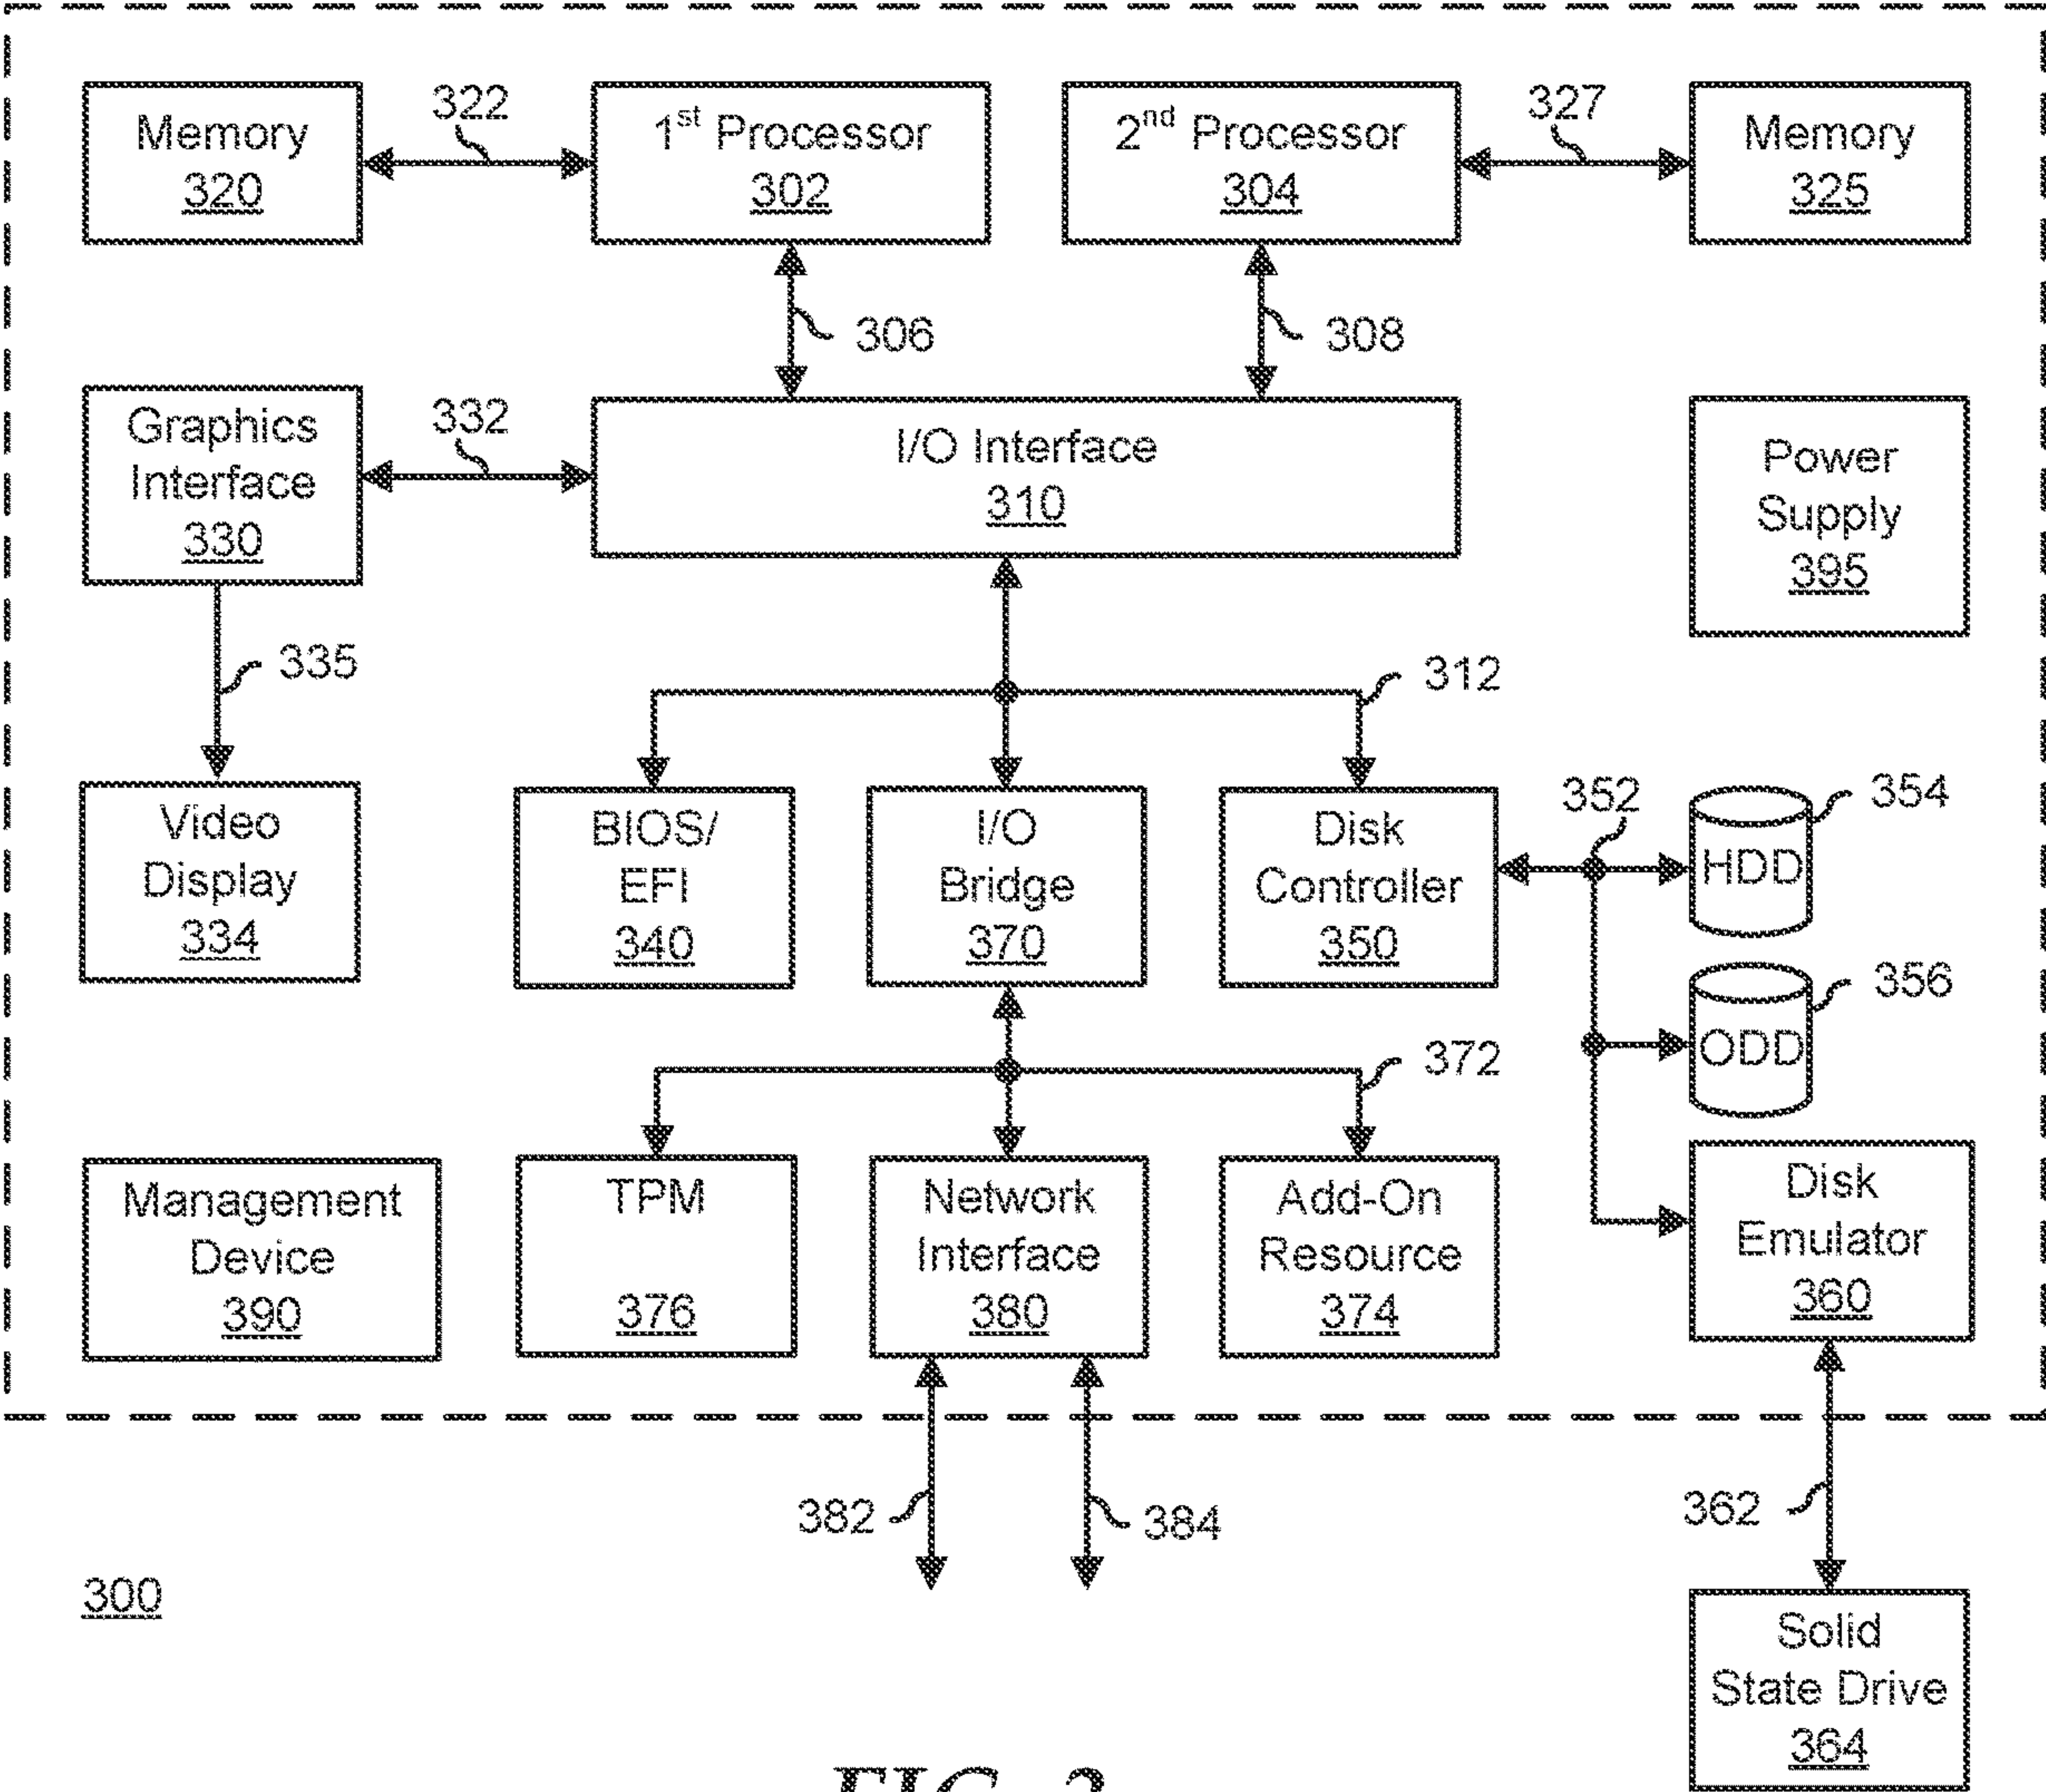 Memory
320
322
1st Processor
302
2nd Processor
304
327
Memory
325
306
308
Graphics
Interface
330
332
I/O Interface
310
Power
Supply
395
335
312
Video
Display
334
BIOS/
EFI
340
I/O
Bridge
370
Disk
Controller
350
352
HDD
354
ODD
356
372
Management
Device
390
TPM
376
Network
Interface
380
Add-On
Resource
374
Disk
Emulator
360
382
384
362
300
Solid
State Drive
364